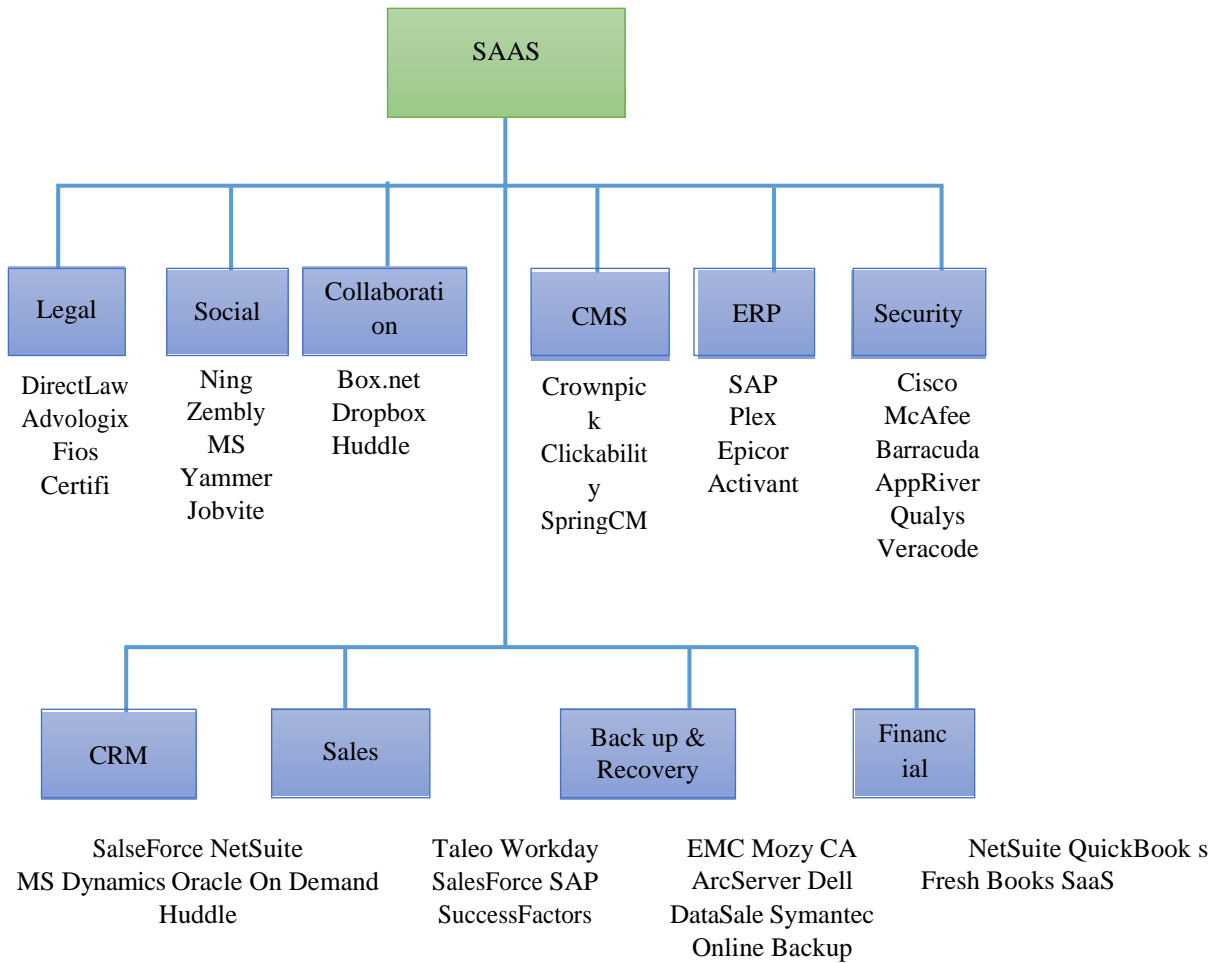 SAAS
Legal
Social
Collaborati
on
CMS
ERP
Security
DirectLaw
Advologix
Fios
Certifi
Ning
Zembly
MS
Yammer
Jobvite
Box.net
Dropbox
Huddle
Crownpic
k
Clickabilit
y
SpringCM
SAP
Plex
Epicor
Activant
Cisco
McAfee
Barracuda
AppRiver
Qualys
Veracode
CRM
Sales
Back up &
Recovery
Financ
ial
SalseForce NetSuite
MS Dynamics Oracle On Demand
Huddle
Taleo Workday
SalesForce SAP
SuccessFactors
EMC Mozy CA
ArcServer Dell
DataSale Symantec
Online Backup
NetSuite QuickBook s
Fresh Books SaaS